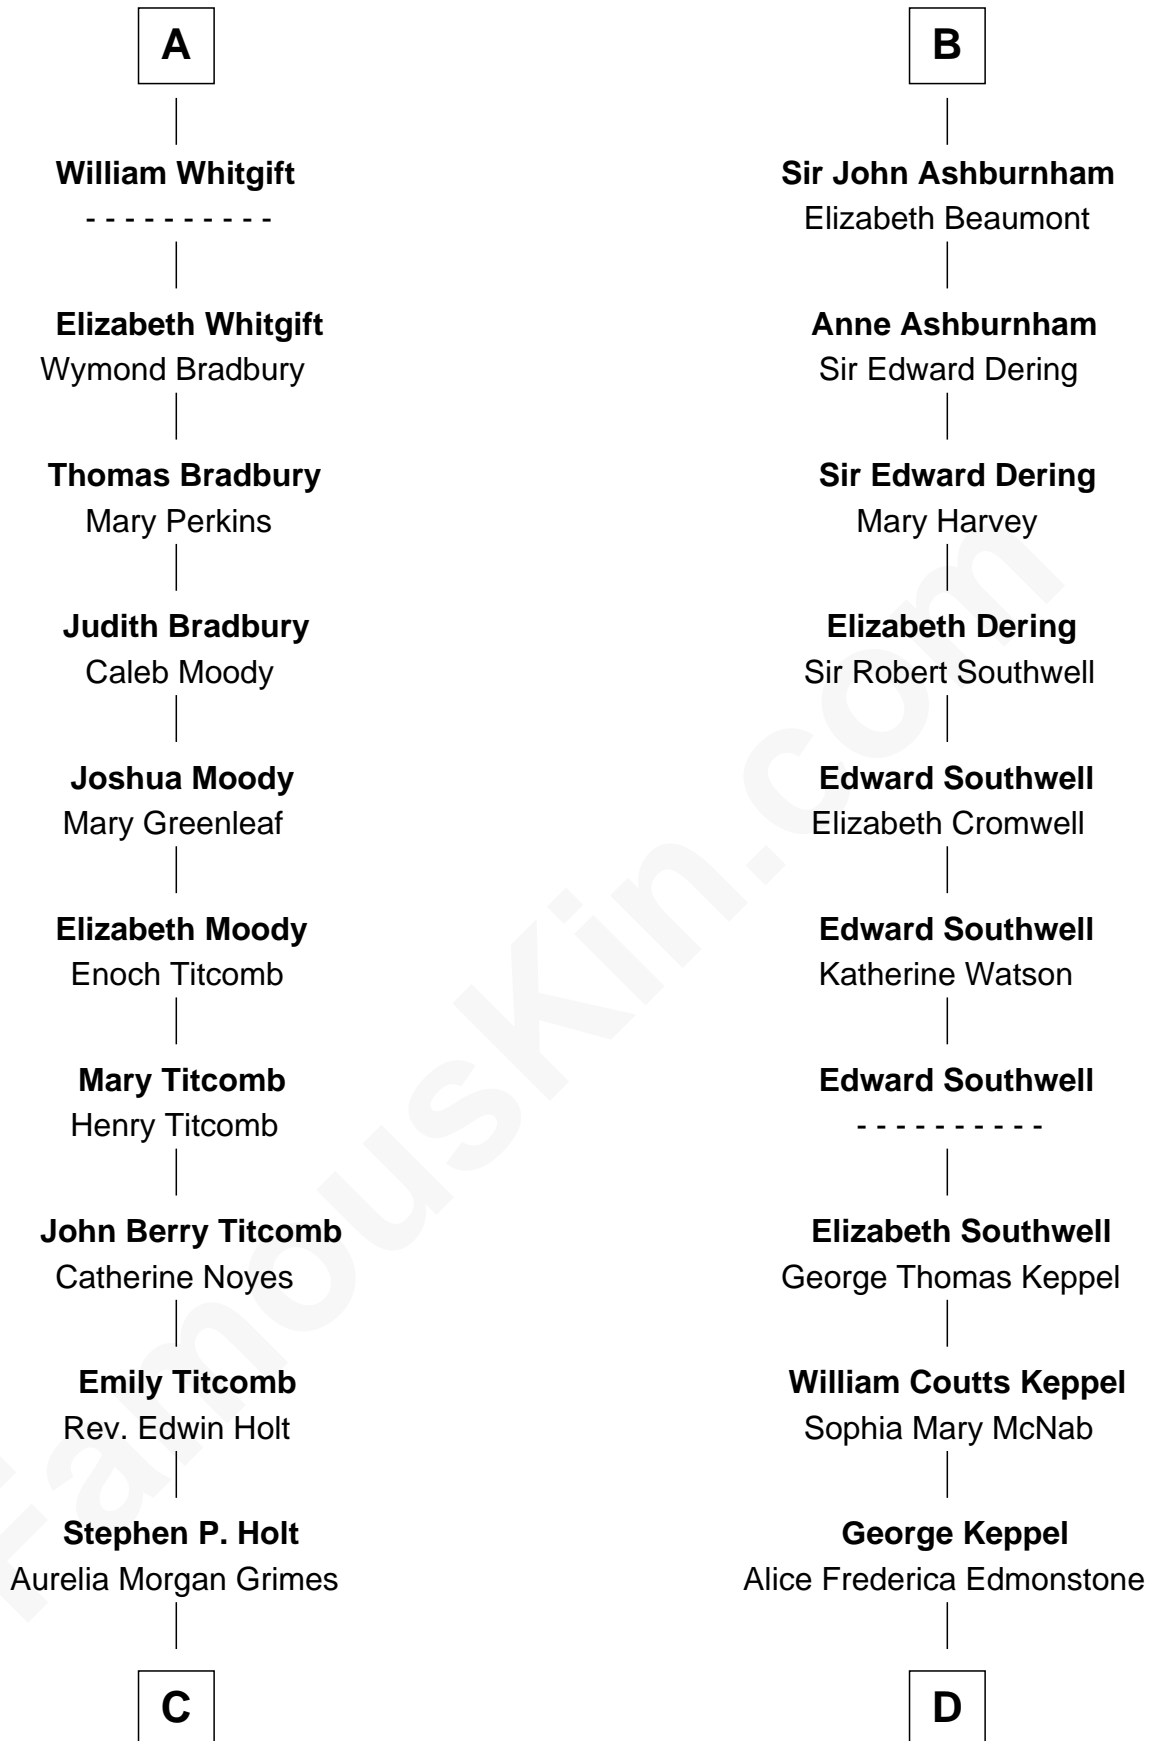 A
William Whitgift
- - - - - - - - - -
Elizabeth Whitgift
Wymond Bradbury
Thomas Bradbury
Mary Perkins
Judith Bradbury
Caleb Moody
Joshua Moody
Mary Greenleaf
Elizabeth Moody
Enoch Titcomb
Mary Titcomb
Henry Titcomb
John Berry Titcomb
Catherine Noyes
Emily Titcomb
Rev. Edwin Holt
Stephen P. Holt
Aurelia Morgan Grimes
C
B
Sir John Ashburnham
Elizabeth Beaumont
Anne Ashburnham
Sir Edward Dering
Sir Edward Dering
Mary Harvey
Elizabeth Dering
Sir Robert Southwell
Edward Southwell
Elizabeth Cromwell
Edward Southwell
Katherine Watson
Edward Southwell
- - - - - - - - - -
Elizabeth Southwell
George Thomas Keppel
William Coutts Keppel
Sophia Mary McNab
George Keppel
Alice Frederica Edmonstone
D
FamousKin.com